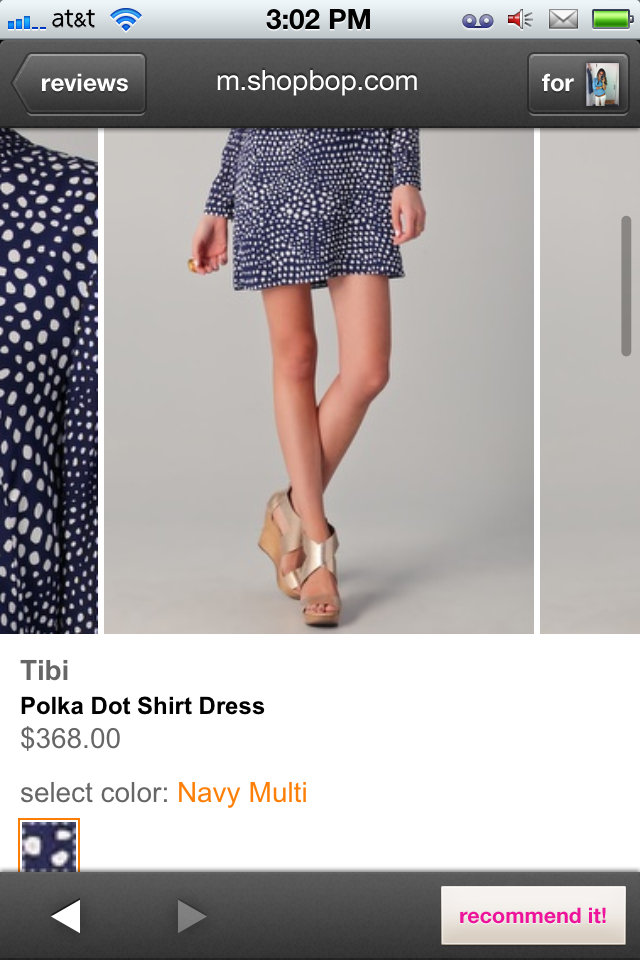 at&t 3:02 PM
reviews m.shopbop.com for
Tibi
Polka Dot Shirt Dress
$368.00
select color: Navy Multi
recommend it!